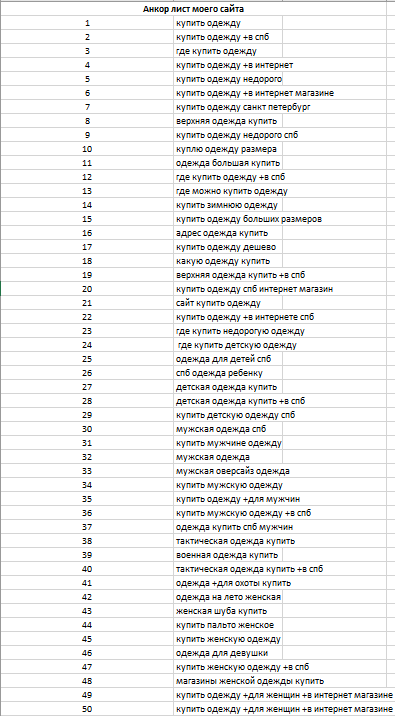 Анкор лист моего сайта
1 купить одежду
2 купить одежду +в спб
3 где купить одежду
4 купить одежду +в интернет
5 купить одежду недорого
6 купить одежду +в интернет магазине
7 купить одежду санкт петербург
8 верхняя одежда купить
9 купить одежду недорого спб
10 куплю одежду размера
11 одежда большая купить
12 где купить одежду +в спб
13 где можно купить одежду
14 купить зимнюю одежду
15 купить одежду больших размеров
16 адрес одежда купить
17 купить одежду дешево
18 какую одежду купить
19 верхняя одежда купить +в спб
20 купить одежду спб интернет магазин
21 сайт купить одежду
22 купить одежду +в интернете спб
23 где купить недорогую одежду
24 где купить детскую одежду
25 одежда для детей спб
26 спб одежда ребенку
27 детская одежда купить
28 детская одежда купить +в спб
29 купить детскую одежду спб
30 мужская одежда спб
31 купить мужчине одежду
32 мужская одежда
33 мужская оверсайз одежда
34 купить мужскую одежду
35 купить одежду +для мужчин
36 купить мужскую одежду +в спб
37 одежда купить спб мужчин
38 тактическая одежда купить
39 военная одежда купить
40 тактическая одежда купить +в спб
41 одежда +для охоты купить
42 одежда на лето женская
43 женская шуба купить
44 купить пальто женское
45 купить женскую одежду
46 одежда для девушки
47 купить женскую одежду +в спб
48 магазины женской одежды купить
49 купить одежду +для женщин +в интернет магазине
50 купить одежду +для женщин +в интернет магазине